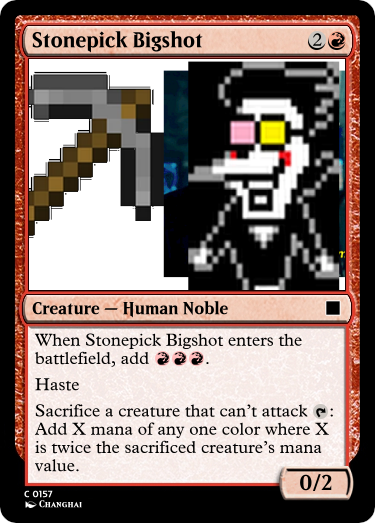 Stonepick Bigshot 2
Creature — Human Noble
When Stonepick Bigshot enters the
battlefield, add .
Haste
Sacrifice a creature that can't attack :
Add X mana of any one color where X
is twice the sacrificed creature's mana
value.
0/2
C 0157
Changhai